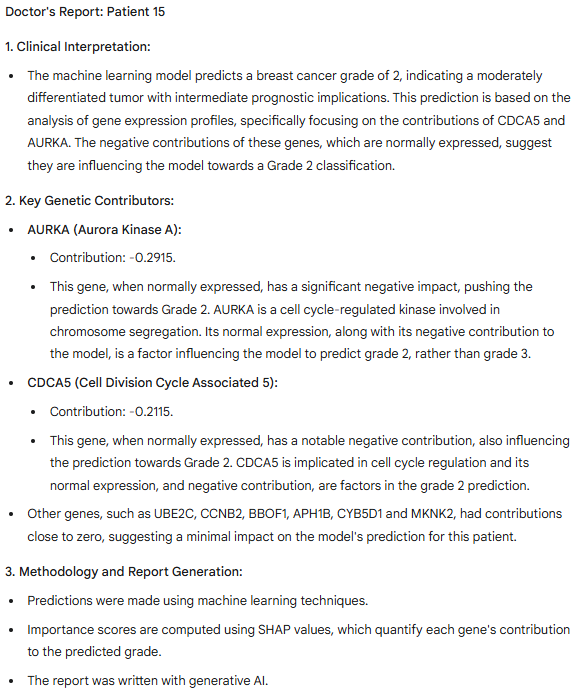 Doctor's Report: Patient 15
1. Clinical Interpretation:
• The machine learning model predicts a breast cancer grade of 2, indicating a moderately
differentiated tumor with intermediate prognostic implications. This prediction is based on the
analysis of gene expression profiles, specifically focusing on the contributions of CDCA5 and
AURKA. The negative contributions of these genes, which are normally expressed, suggest
they are influencing the model towards a Grade 2 classification.
2. Key Genetic Contributors:
• AURKA (Aurora Kinase A):
• Contribution: -0.2915.
• This gene, when normally expressed, has a significant negative impact, pushing the
prediction towards Grade 2. AURKA is a cell cycle-regulated kinase involved in
chromosome segregation. Its normal expression, along with its negative contribution to
the model, is a factor influencing the model to predict grade 2, rather than grade 3.
• CDCA5 (Cell Division Cycle Associated 5):
• Contribution: -0.2115.
• This gene, when normally expressed, has a notable negative contribution, also influencing
the prediction towards Grade 2. CDCA5 is implicated in cell cycle regulation and its
normal expression, and negative contribution, are factors in the grade 2 prediction.
• Other genes, such as UBE2C, CCNB2, BBOF1, APH1B, CYB5D1 and MKNK2, had contributions
close to zero, suggesting a minimal impact on the model's prediction for this patient.
3. Methodology and Report Generation:
• Predictions were made using machine learning techniques.
• Importance scores are computed using SHAP values, which quantify each gene's contribution
to the predicted grade.
• The report was written with generative AI.